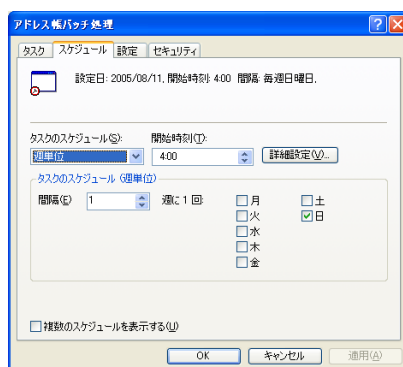 アドレス帳バッチ処理
タスク スケジュール 設定 セキュリティ
設定日: 2005/08/11, 開始時刻: 4:00 間隔: 毎週日曜日.
タスクのスケジュール(S): 開始時刻(T):
週単位 4:00 詳細設定(V)...
タスクのスケジュール (週単位)
間隔(E) 1 週に 1 回: 月 土
火 日
水
木
金
複数のスケジュールを表示する(U)
OK キャンセル 適用(A)